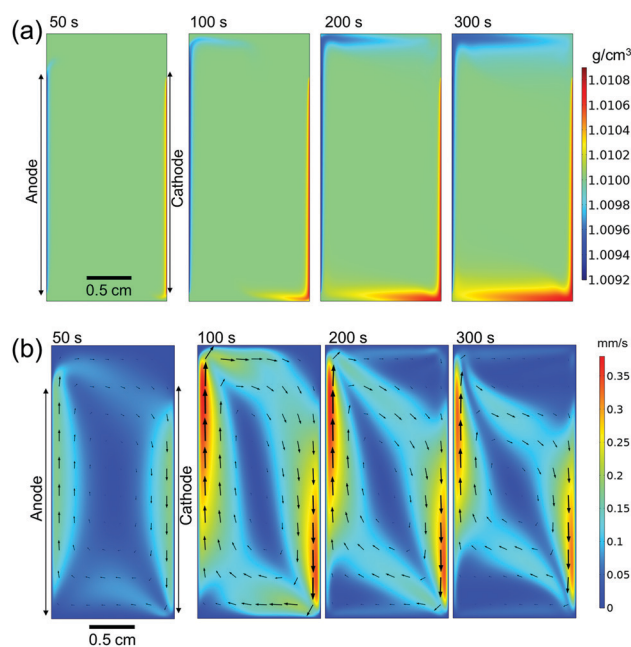 (a)
50 s
100 s
200 s
300 s
g/cm³
Anode
Cathode
0.5 cm
1.0108
1.0106
1.0104
1.0102
1.0100
1.0098
1.0096
1.0094
1.0092
(b)
50 s
100 s
200 s
300 s
mm/s
Anode
Cathode
0.5 cm
0.35
0.3
0.25
0.2
0.15
0.1
0.05
0